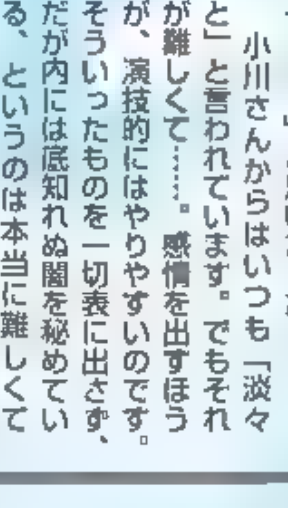 小川さんからはいつも「淡々
と」と言われています。でもそれ
が難しくて……。感情を出すほう
が、演技的にはやりやすいのです。
そういったものを一切表に出さず、
だが内には底知れぬ闇を秘めてい
る、というのは本当に難しくて